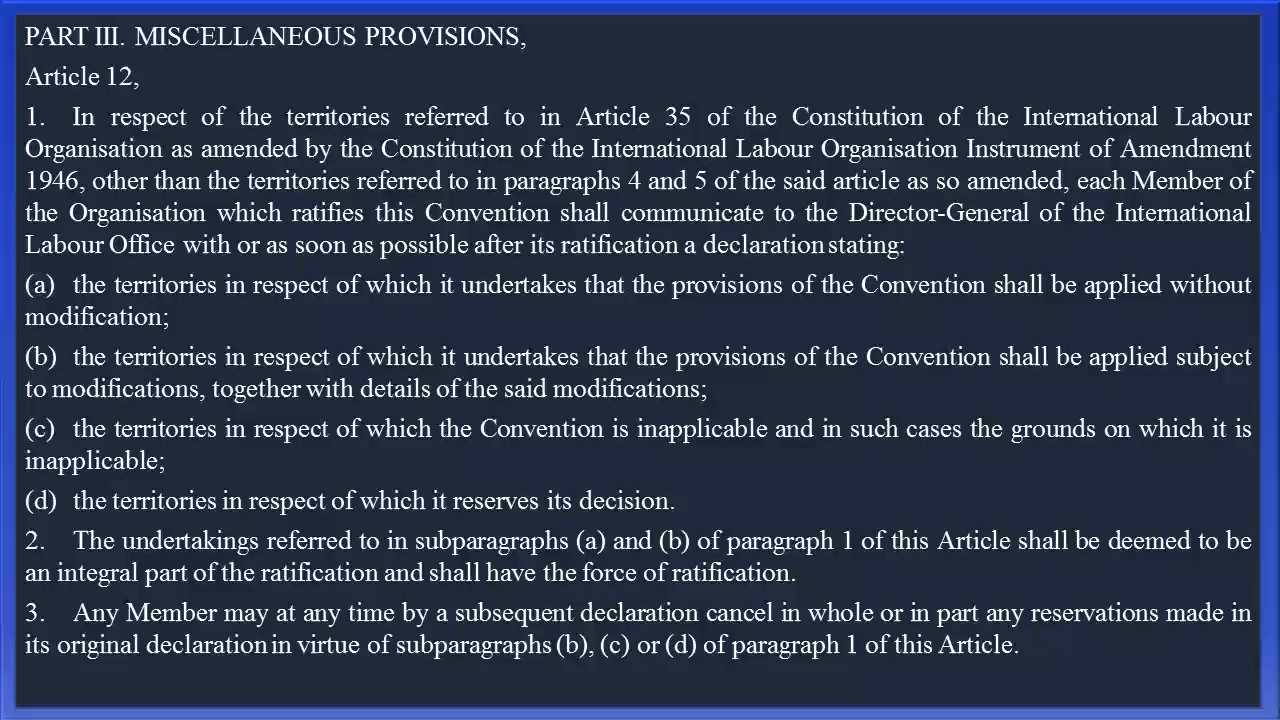 PART III. MISCELLANEOUS PROVISIONS,
Article 12,
1. In respect of the territories referred to in Article 35 of the Constitution of the International Labour
Organisation as amended by the Constitution of the International Labour Organisation Instrument of Amendment
1946, other than the territories referred to in paragraphs 4 and 5 of the said article as so amended, each Member of
the Organisation which ratifies this Convention shall communicate to the Director-General of the International
Labour Office with or as soon as possible after its ratification a declaration stating:
(a) the territories in respect of which it undertakes that the provisions of the Convention shall be applied without
modification;
(b) the territories in respect of which it undertakes that the provisions of the Convention shall be applied subject
to modifications, together with details of the said modifications;
(c) the territories in respect of which the Convention is inapplicable and in such cases the grounds on which it is
inapplicable;
(d) the territories in respect of which it reserves its decision.
2. The undertakings referred to in subparagraphs (a) and (b) of paragraph 1 of this Article shall be deemed to be
an integral part of the ratification and shall have the force of ratification.
3. Any Member may at any time by a subsequent declaration cancel in whole or in part any reservations made in
its original declaration in virtue of subparagraphs (b), (c) or (d) of paragraph 1 of this Article.